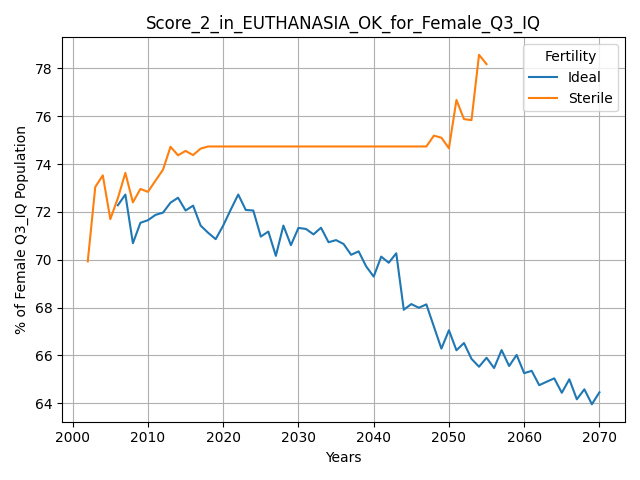 Score_2_in_EUTHANASIA_OK_for_Female_Q3_IQ
Fertility
Ideal
Sterile
% of Female Q3_IQ Population
78
76
74
72
70
68
66
64
2000 2010 2020 2030 2040 2050 2060 2070
Years